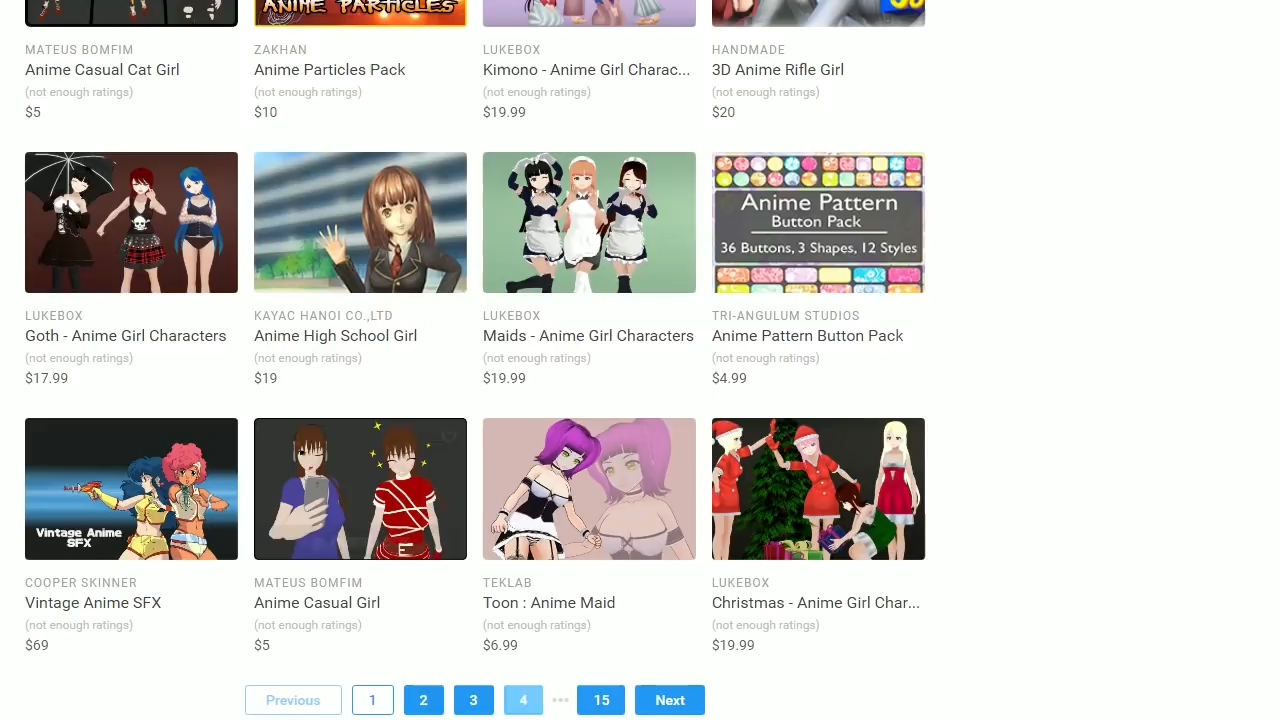 ANIME PARTICLES
MATEUS BOMFIM
Anime Casual Cat Girl
(not enough ratings)
$5
ZAKHAN
Anime Particles Pack
(not enough ratings)
$10
LUKEBOX
Kimono - Anime Girl Charac...
(not enough ratings)
$19.99
HANDMADE
3D Anime Rifle Girl
(not enough ratings)
$20
LUKEBOX
Goth - Anime Girl Characters
(not enough ratings)
$17.99
KAYAC HANOI CO.,LTD
Anime High School Girl
(not enough ratings)
$19
LUKEBOX
Maids - Anime Girl Characters
(not enough ratings)
$19.99
Anime Pattern
Button Pack
36 Buttons, 3 Shapes, 12 Styles
TRI-ANGULUM STUDIOS
Anime Pattern Button Pack
(not enough ratings)
$4.99
Vintage Anime
SFX
COOPER SKINNER
Vintage Anime SFX
(not enough ratings)
$69
MATEUS BOMFIM
Anime Casual Girl
(not enough ratings)
$5
TEKLAB
Toon : Anime Maid
(not enough ratings)
$6.99
LUKEBOX
Christmas - Anime Girl Char...
(not enough ratings)
$19.99
Previous 1 2 3 4 ••• 15 Next